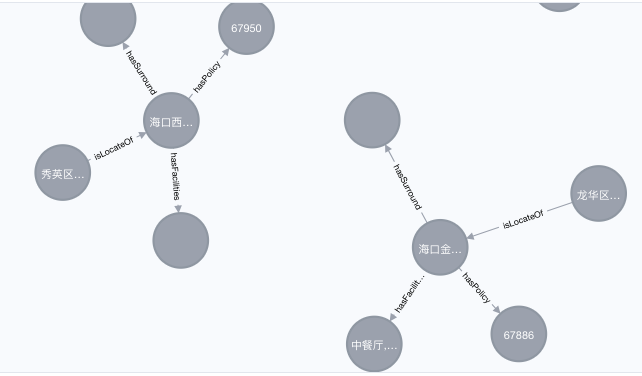 67950
hasSurround
hasPolicy
海口西...
isLocateOf
秀英区...
hasFacilities
hasSurround
龙华区...
isLocateOf
海口金...
hasFacilit...
hasPolicy
67886
中餐厅,...